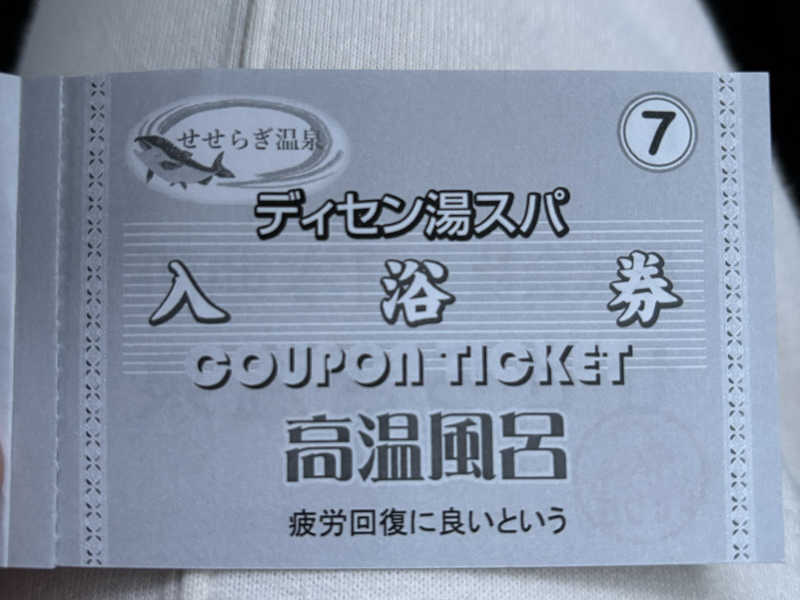 せせらぎ温泉
7
ディセン湯スパ
入浴券
COUPON TICKET
高温風呂
疲労回復に良いという